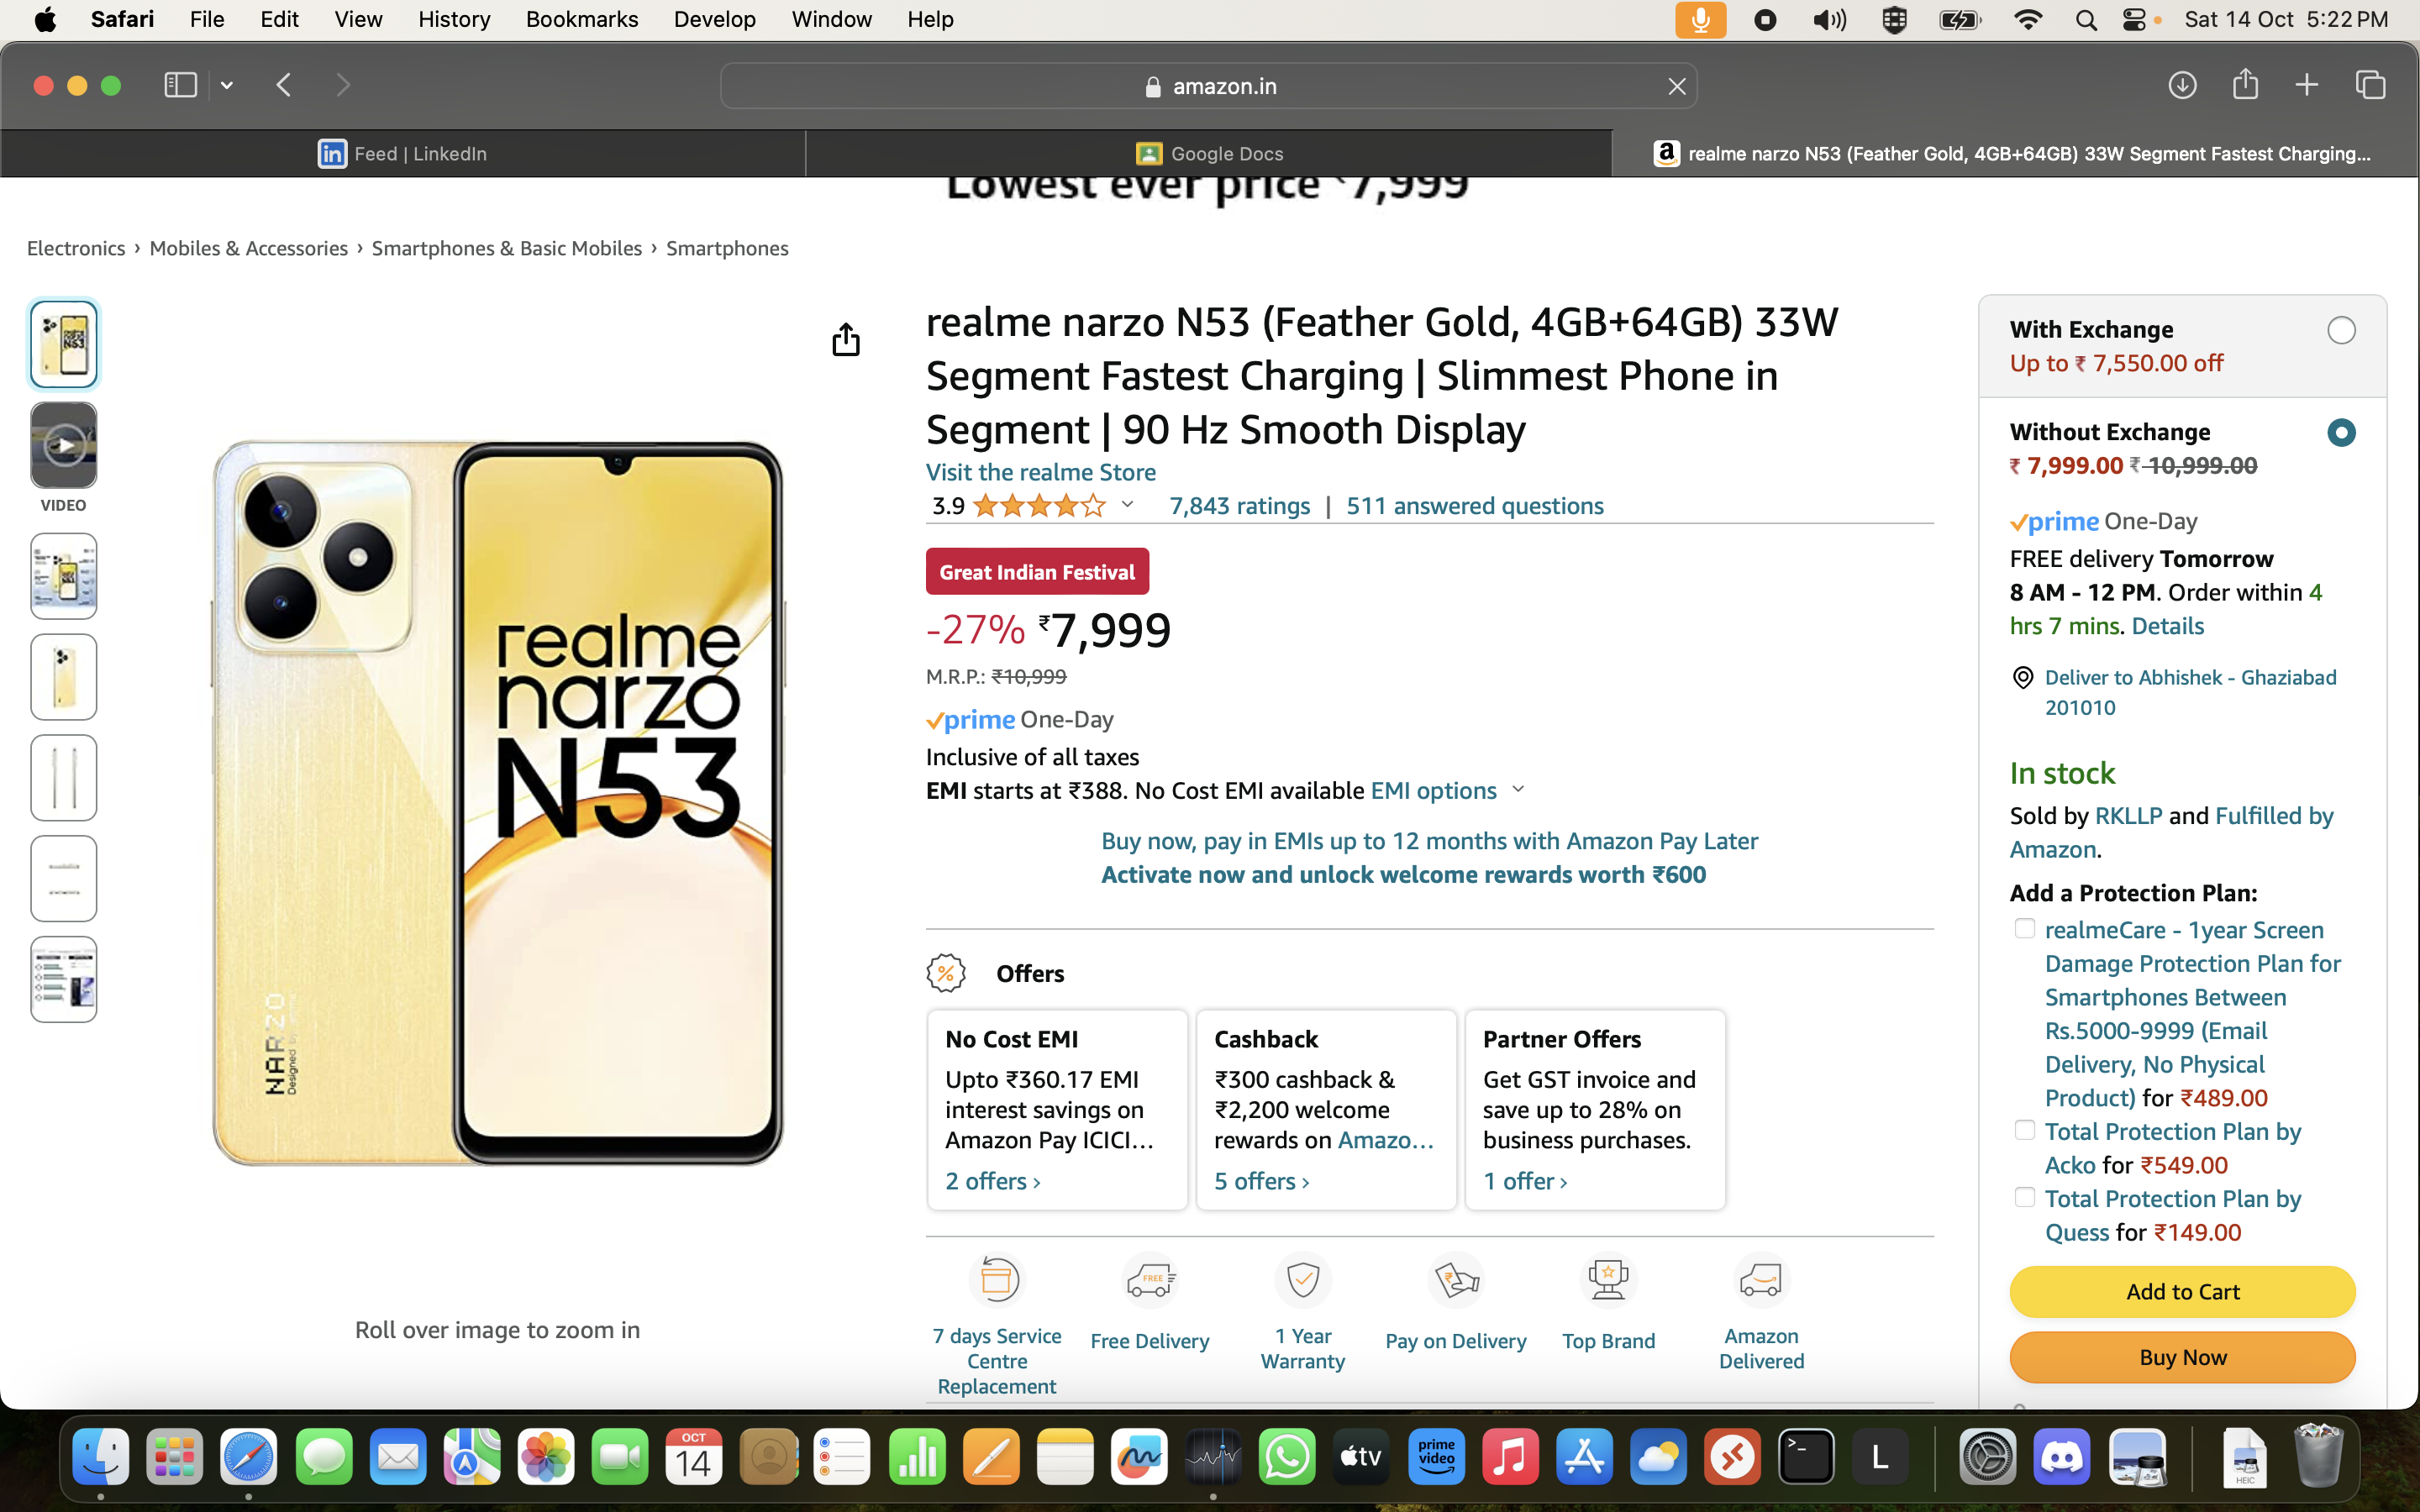 Safari File Edit View History Bookmarks Develop Window Help Sat 14 Oct 5:22 PM
amazon.in
Feed | LinkedIn
Google Docs
realme narzo N53 (Feather Gold, 4GB+64GB) 33W Segment Fastest Charging...
Lowest ever price ₹7,999
Electronics › Mobiles & Accessories › Smartphones & Basic Mobiles › Smartphones
VIDEO
realme
narzo
N53
NARZO
Roll over image to zoom in
realme narzo N53 (Feather Gold, 4GB+64GB) 33W
Segment Fastest Charging | Slimmest Phone in
Segment | 90 Hz Smooth Display
Visit the realme Store
3.9 7,843 ratings | 511 answered questions
Great Indian Festival
-27% ₹7,999
M.R.P.: ₹10,999
prime One-Day
Inclusive of all taxes
EMI starts at ₹388. No Cost EMI available EMI options
Buy now, pay in EMIs up to 12 months with Amazon Pay Later
Activate now and unlock welcome rewards worth ₹600
Offers
No Cost EMI
Upto ₹360.17 EMI
interest savings on
Amazon Pay ICICI...
2 offers ›
Cashback
₹300 cashback &
₹2,200 welcome
rewards on Amazo...
5 offers ›
Partner Offers
Get GST invoice and
save up to 28% on
business purchases.
1 offer ›
7 days Service
Centre
Replacement
FREE
Free Delivery
1 Year
Warranty
Pay on Delivery
Top Brand
Amazon
Delivered
With Exchange
Up to ₹ 7,550.00 off
Without Exchange
₹ 7,999.00 ₹ 10,999.00
prime One-Day
FREE delivery Tomorrow
8 AM - 12 PM. Order within 4
hrs 7 mins. Details
Deliver to Abhishek - Ghaziabad
201010
In stock
Sold by RKLLP and Fulfilled by
Amazon.
Add a Protection Plan:
realmeCare - 1year Screen
Damage Protection Plan for
Smartphones Between
Rs.5000-9999 (Email
Delivery, No Physical
Product) for ₹489.00
Total Protection Plan by
Acko for ₹549.00
Total Protection Plan by
Quess for ₹149.00
Add to Cart
Buy Now
OCT
14
tv
prime
video
L
HEIC